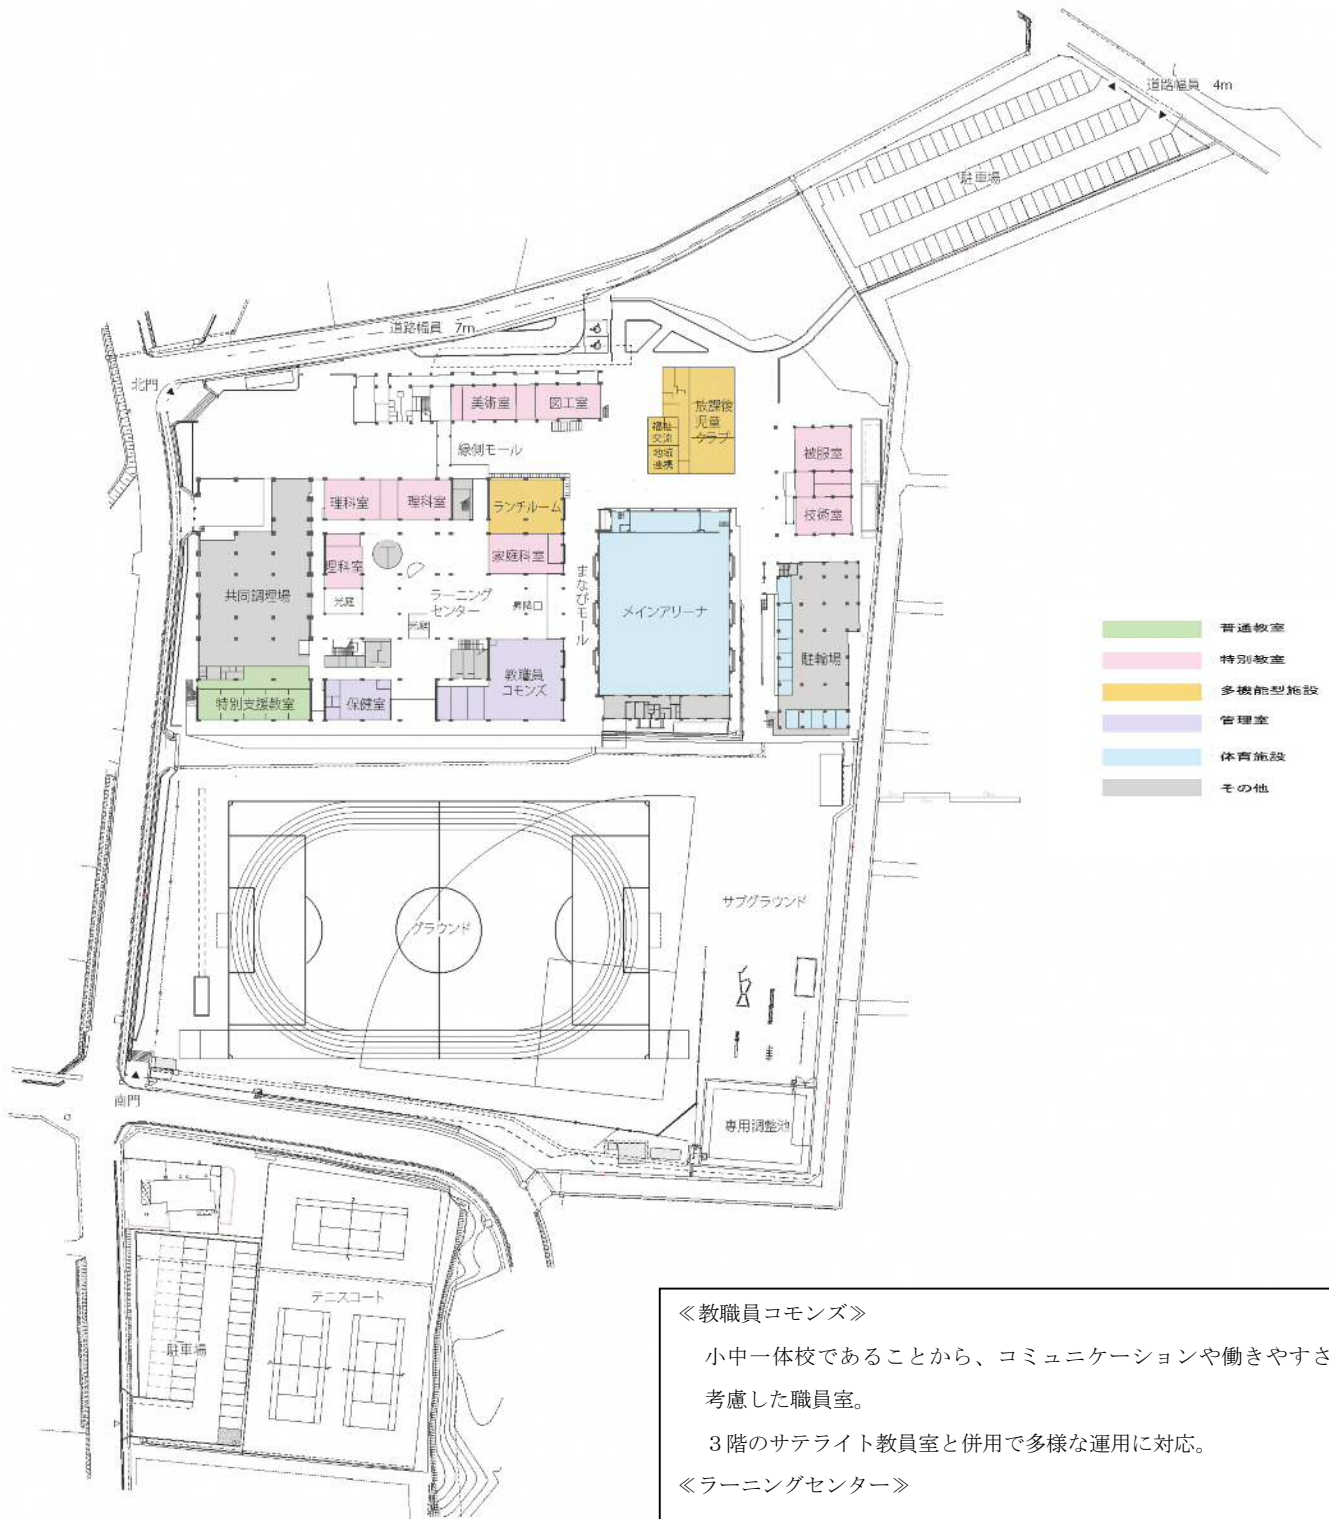 道路幅員 4m
駐車場
道路幅員 7m
北門
美術室
図工室
放課後
児童
クラブ
福祉
交流
地域
連携
縁側モール
被服室
理科室
理科室
ランチルーム
技術室
理科室
家庭科室
共同調理場
光庭
ラーニング
センター
昇降口
光庭
まなびモール
メインアリーナ
駐輪場
教職員
コモンズ
特別支援教室
保健室
普通教室
特別教室
多機能型施設
管理室
体育施設
その他
サブグラウンド
グラウンド
南門
専用調整池
テニスコート
駐車場
≪教職員コモンズ≫
小中一体校であることから、コミュニケーションや働きやすさ
考慮した職員室。
３階のサテライト教員室と併用で多様な運用に対応。
≪ラーニングセンター≫